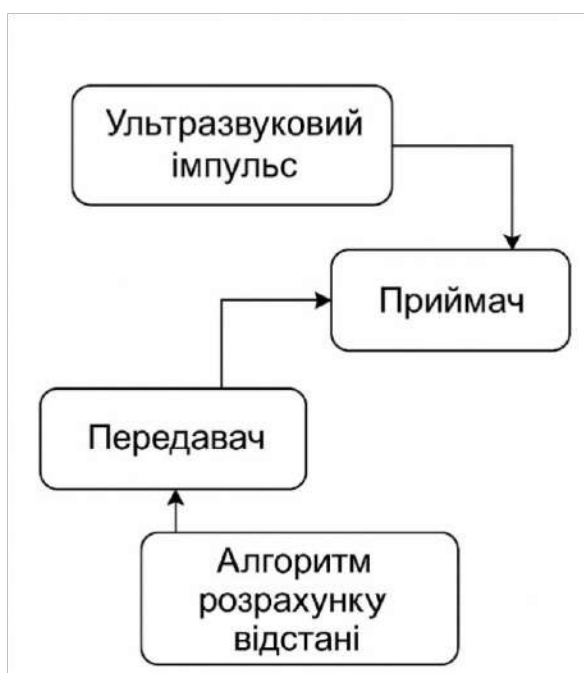 Ультразвуковий
імпульс
Приймач
Передавач
Алгоритм
розрахунку
відстані